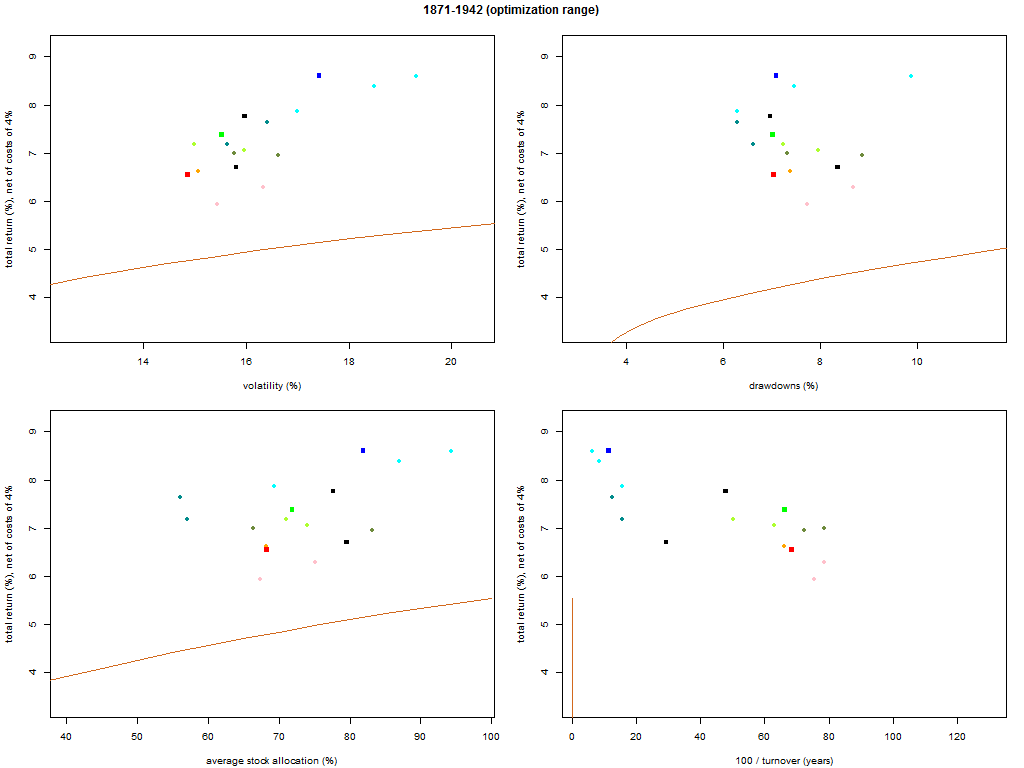 1871-1942 (optimization range)
total return (%), net of costs of 4%
9
8
7
6
5
4
14 16 18 20
volatility (%)
total return (%), net of costs of 4%
9
8
7
6
5
4
4 6 8 10
drawdowns (%)
total return (%), net of costs of 4%
9
8
7
6
5
4
40 50 60 70 80 90 100
average stock allocation (%)
total return (%), net of costs of 4%
9
8
7
6
5
4
0 20 40 60 80 100 120
100 / turnover (years)